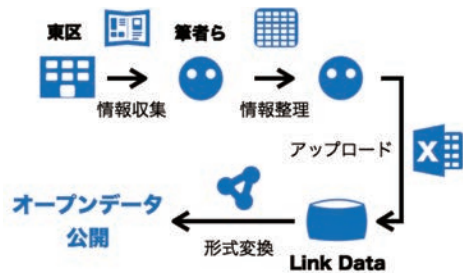 東区
筆者ら
情報収集
情報整理
アップロード
X
オープンデータ
公開
形式変換
Link Data